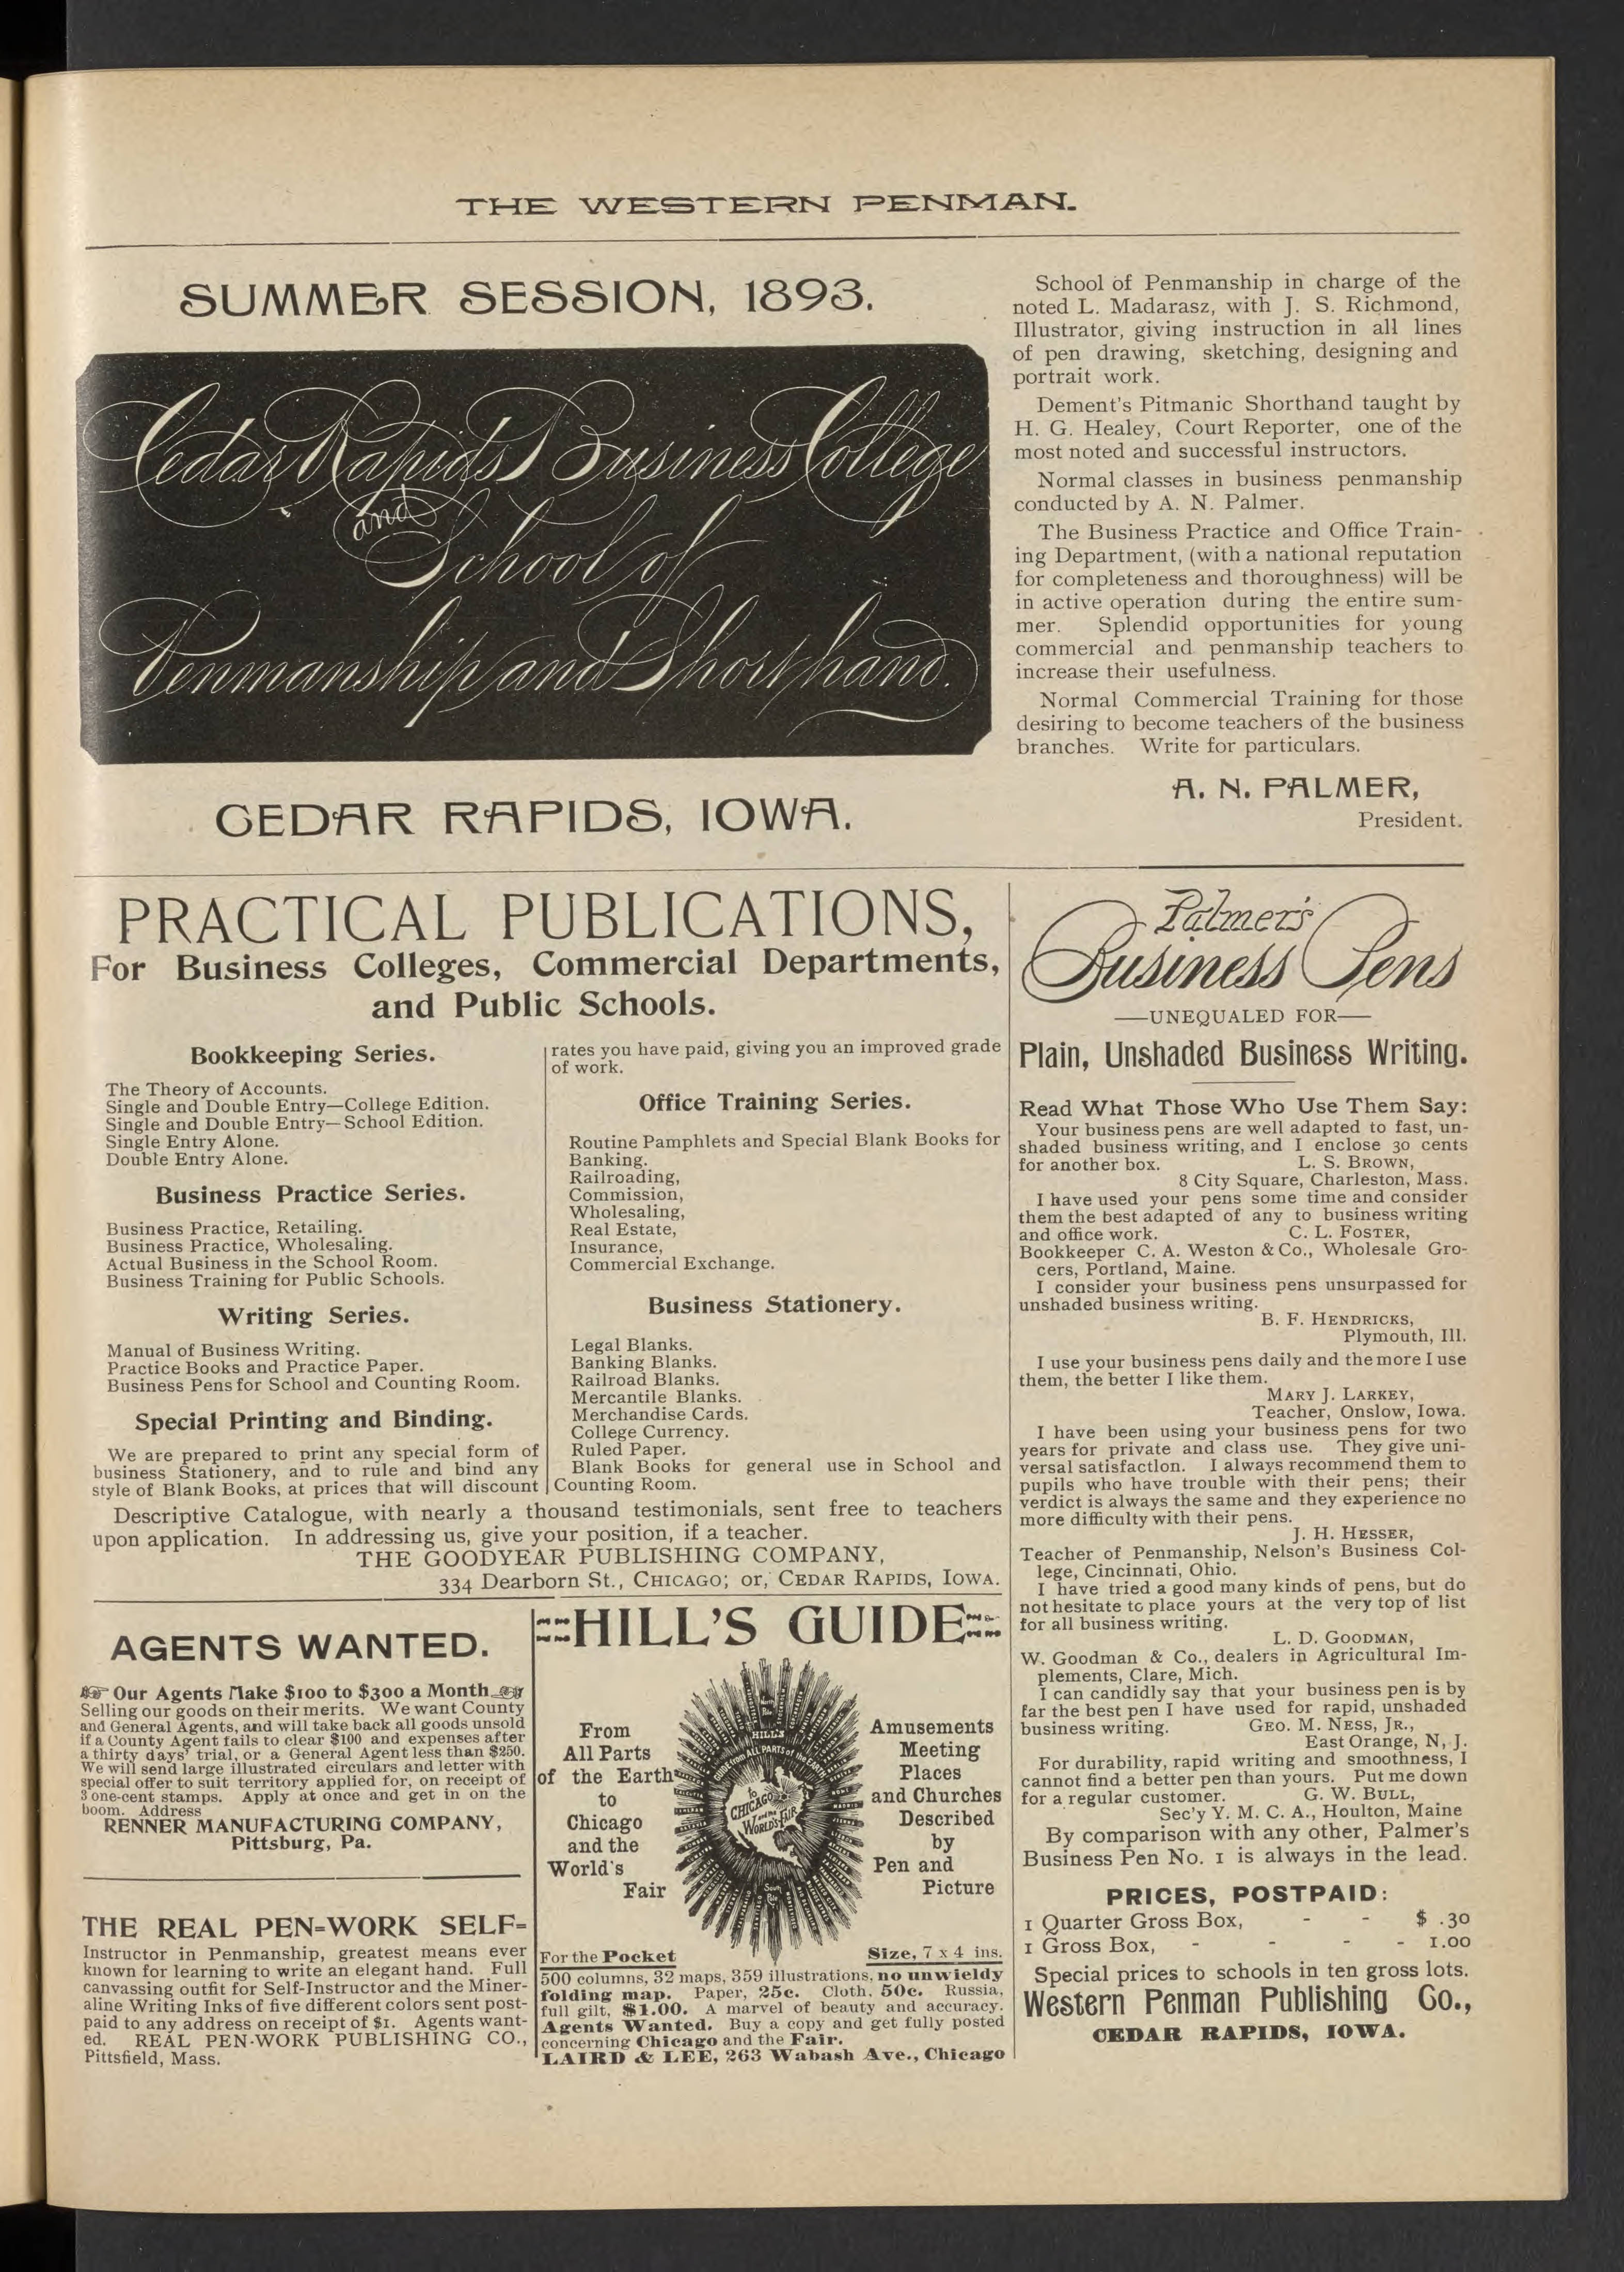 THE WESTERN PENMAN.
SUMMER SESSION, 1893.
Cedar Rapids Business College
and
School of
Penmanship and Shorthand.
CEDAR RAPIDS, IOWA.
School of Penmanship in charge of the
noted L. Madarasz, with J. S. Richmond,
Illustrator, giving instruction in all lines
of pen drawing, sketching, designing and
portrait work.
Dement's Pitmanic Shorthand taught by
H. G. Healey, Court Reporter, one of the
most noted and successful instructors.
Normal classes in business penmanship
conducted by A. N. Palmer.
The Business Practice and Office Train-
ing Department, (with a national reputation
for completeness and thoroughness) will be
in active operation during the entire sum-
mer. Splendid opportunities for young
commercial and penmanship teachers to
increase their usefulness.
Normal Commercial Training for those
desiring to become teachers of the business
branches. Write for particulars.
A. N. PALMER,
President.
PRACTICAL PUBLICATIONS,
For Business Colleges, Commercial Departments,
and Public Schools.
Bookkeeping Series.
The Theory of Accounts.
Single and Double Entry—College Edition.
Single and Double Entry—School Edition.
Single Entry Alone.
Double Entry Alone.
Business Practice Series.
Business Practice, Retailing.
Business Practice, Wholesaling.
Actual Business in the School Room.
Business Training for Public Schools.
Writing Series.
Manual of Business Writing.
Practice Books and Practice Paper.
Business Pens for School and Counting Room.
Special Printing and Binding.
We are prepared to print any special form of
business Stationery, and to rule and bind any
style of Blank Books, at prices that will discount
rates you have paid, giving you an improved grade
of work.
Office Training Series.
Routine Pamphlets and Special Blank Books for
Banking.
Railroading,
Commission,
Wholesaling,
Real Estate,
Insurance,
Commercial Exchange.
Business Stationery.
Legal Blanks.
Banking Blanks.
Railroad Blanks.
Mercantile Blanks.
Merchandise Cards.
College Currency.
Ruled Paper.
Blank Books for general use in School and
Counting Room.
Descriptive Catalogue, with nearly a thousand testimonials, sent free to teachers
upon application. In addressing us, give your position, if a teacher.
THE GOODYEAR PUBLISHING COMPANY,
334 Dearborn St., CHICAGO; or, CEDAR RAPIDS, IOWA.
AGENTS WANTED.
Our Agents Make $100 to $300 a Month
Selling our goods on their merits. We want County
and General Agents, and will take back all goods unsold
if a County Agent fails to clear $100 and expenses after
a thirty days' trial, or a General Agent less than $250.
We will send large illustrated circulars and letter with
special offer to suit territory applied for, on receipt of
3 one-cent stamps. Apply at once and get in on the
boom. Address
RENNER MANUFACTURING COMPANY,
Pittsburg, Pa.
THE REAL PEN-WORK SELF-
Instructor in Penmanship, greatest means ever
known for learning to write an elegant hand. Full
canvassing outfit for Self-Instructor and the Miner-
aline Writing Inks of five different colors sent post-
paid to any address on receipt of $1. Agents want-
ed. REAL PEN-WORK PUBLISHING CO.,
Pittsfield, Mass.
HILL'S GUIDE
From
All Parts
of the Earth
to
Chicago
and the
World's
Fair
HILL'S
GUIDE from ALL PARTS of the EARTH
to
CHICAGO
and the
WORLD'S FAIR
Amusements
Meeting
Places
and Churches
Described
by
Pen and
Picture
For the Pocket
Size, 7 x 4 ins.
500 columns, 32 maps, 359 illustrations, no unwieldy
folding map. Paper, 25c. Cloth, 50c. Russia,
full gilt, $1.00. A marvel of beauty and accuracy.
Agents Wanted. Buy a copy and get fully posted
concerning Chicago and the Fair.
LAIRD & LEE, 263 Wabash Ave., Chicago
Palmer's
Business Pens
—UNEQUALED FOR—
Plain, Unshaded Business Writing.
Read What Those Who Use Them Say:
Your business pens are well adapted to fast, un-
shaded business writing, and I enclose 30 cents
for another box. L. S. BROWN,
8 City Square, Charleston, Mass.
I have used your pens some time and consider
them the best adapted of any to business writing
and office work. C. L. FOSTER,
Bookkeeper C. A. Weston & Co., Wholesale Gro-
cers, Portland, Maine.
I consider your business pens unsurpassed for
unshaded business writing.
B. F. HENDRICKS,
Plymouth, Ill.
I use your business pens daily and the more I use
them, the better I like them.
MARY J. LARKEY,
Teacher, Onslow, Iowa.
I have been using your business pens for two
years for private and class use. They give uni-
versal satisfaction. I always recommend them to
pupils who have trouble with their pens; their
verdict is always the same and they experience no
more difficulty with their pens.
J. H. HESSER,
Teacher of Penmanship, Nelson's Business Col-
lege, Cincinnati, Ohio.
I have tried a good many kinds of pens, but do
not hesitate to place yours at the very top of list
for all business writing.
L. D. GOODMAN,
W. Goodman & Co., dealers in Agricultural Im-
plements, Clare, Mich.
I can candidly say that your business pen is by
far the best pen I have used for rapid, unshaded
business writing. GEO. M. NESS, JR.,
East Orange, N, J.
For durability, rapid writing and smoothness, I
cannot find a better pen than yours. Put me down
for a regular customer. G. W. BULL,
Sec'y Y. M. C. A., Houlton, Maine
By comparison with any other, Palmer's
Business Pen No. 1 is always in the lead.
PRICES, POSTPAID:
1 Quarter Gross Box, - - $ .30
1 Gross Box, - - - - 1.00
Special prices to schools in ten gross lots.
Western Penman Publishing Co.,
CEDAR RAPIDS, IOWA.